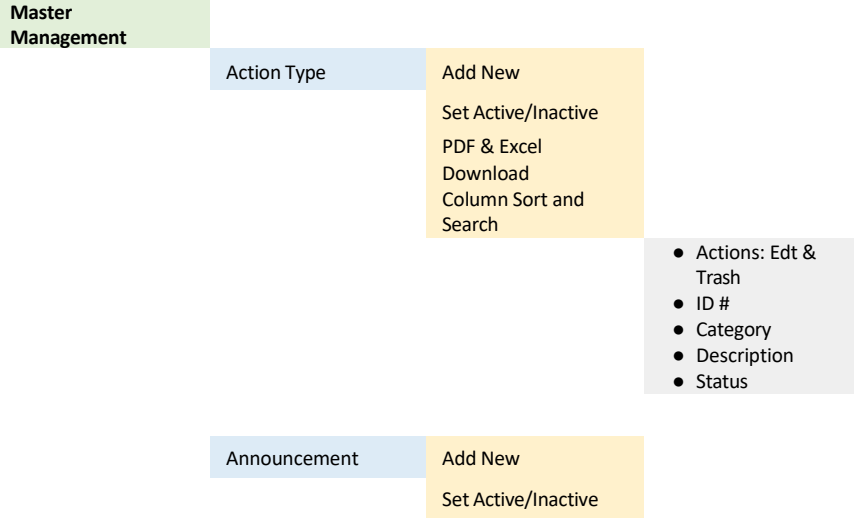 Master
Management
Action Type
Add New
Set Active/Inactive
PDF & Excel
Download
Column Sort and
Search
● Actions: Edt &
Trash
● ID #
● Category
● Description
● Status
Announcement
Add New
Set Active/Inactive